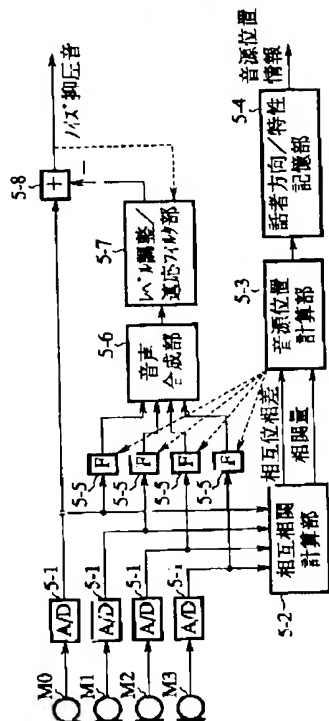 M0
M1
M2
M3
5-1
A/D
5-1
A/D
5-1
A/D
5-1
A/D
5-2
相互相関
計算部
5-5
F
5-5
F
5-5
F
5-5
F
相互位相差
相関量
5-6
音声
合成部
5-3
音源位置
計算部
5-7
レベル調整/
適応フィルタ部
5-8
+
−
5-4
話者方向/特性
記憶部
ノイズ抑圧音
音源位置
情報